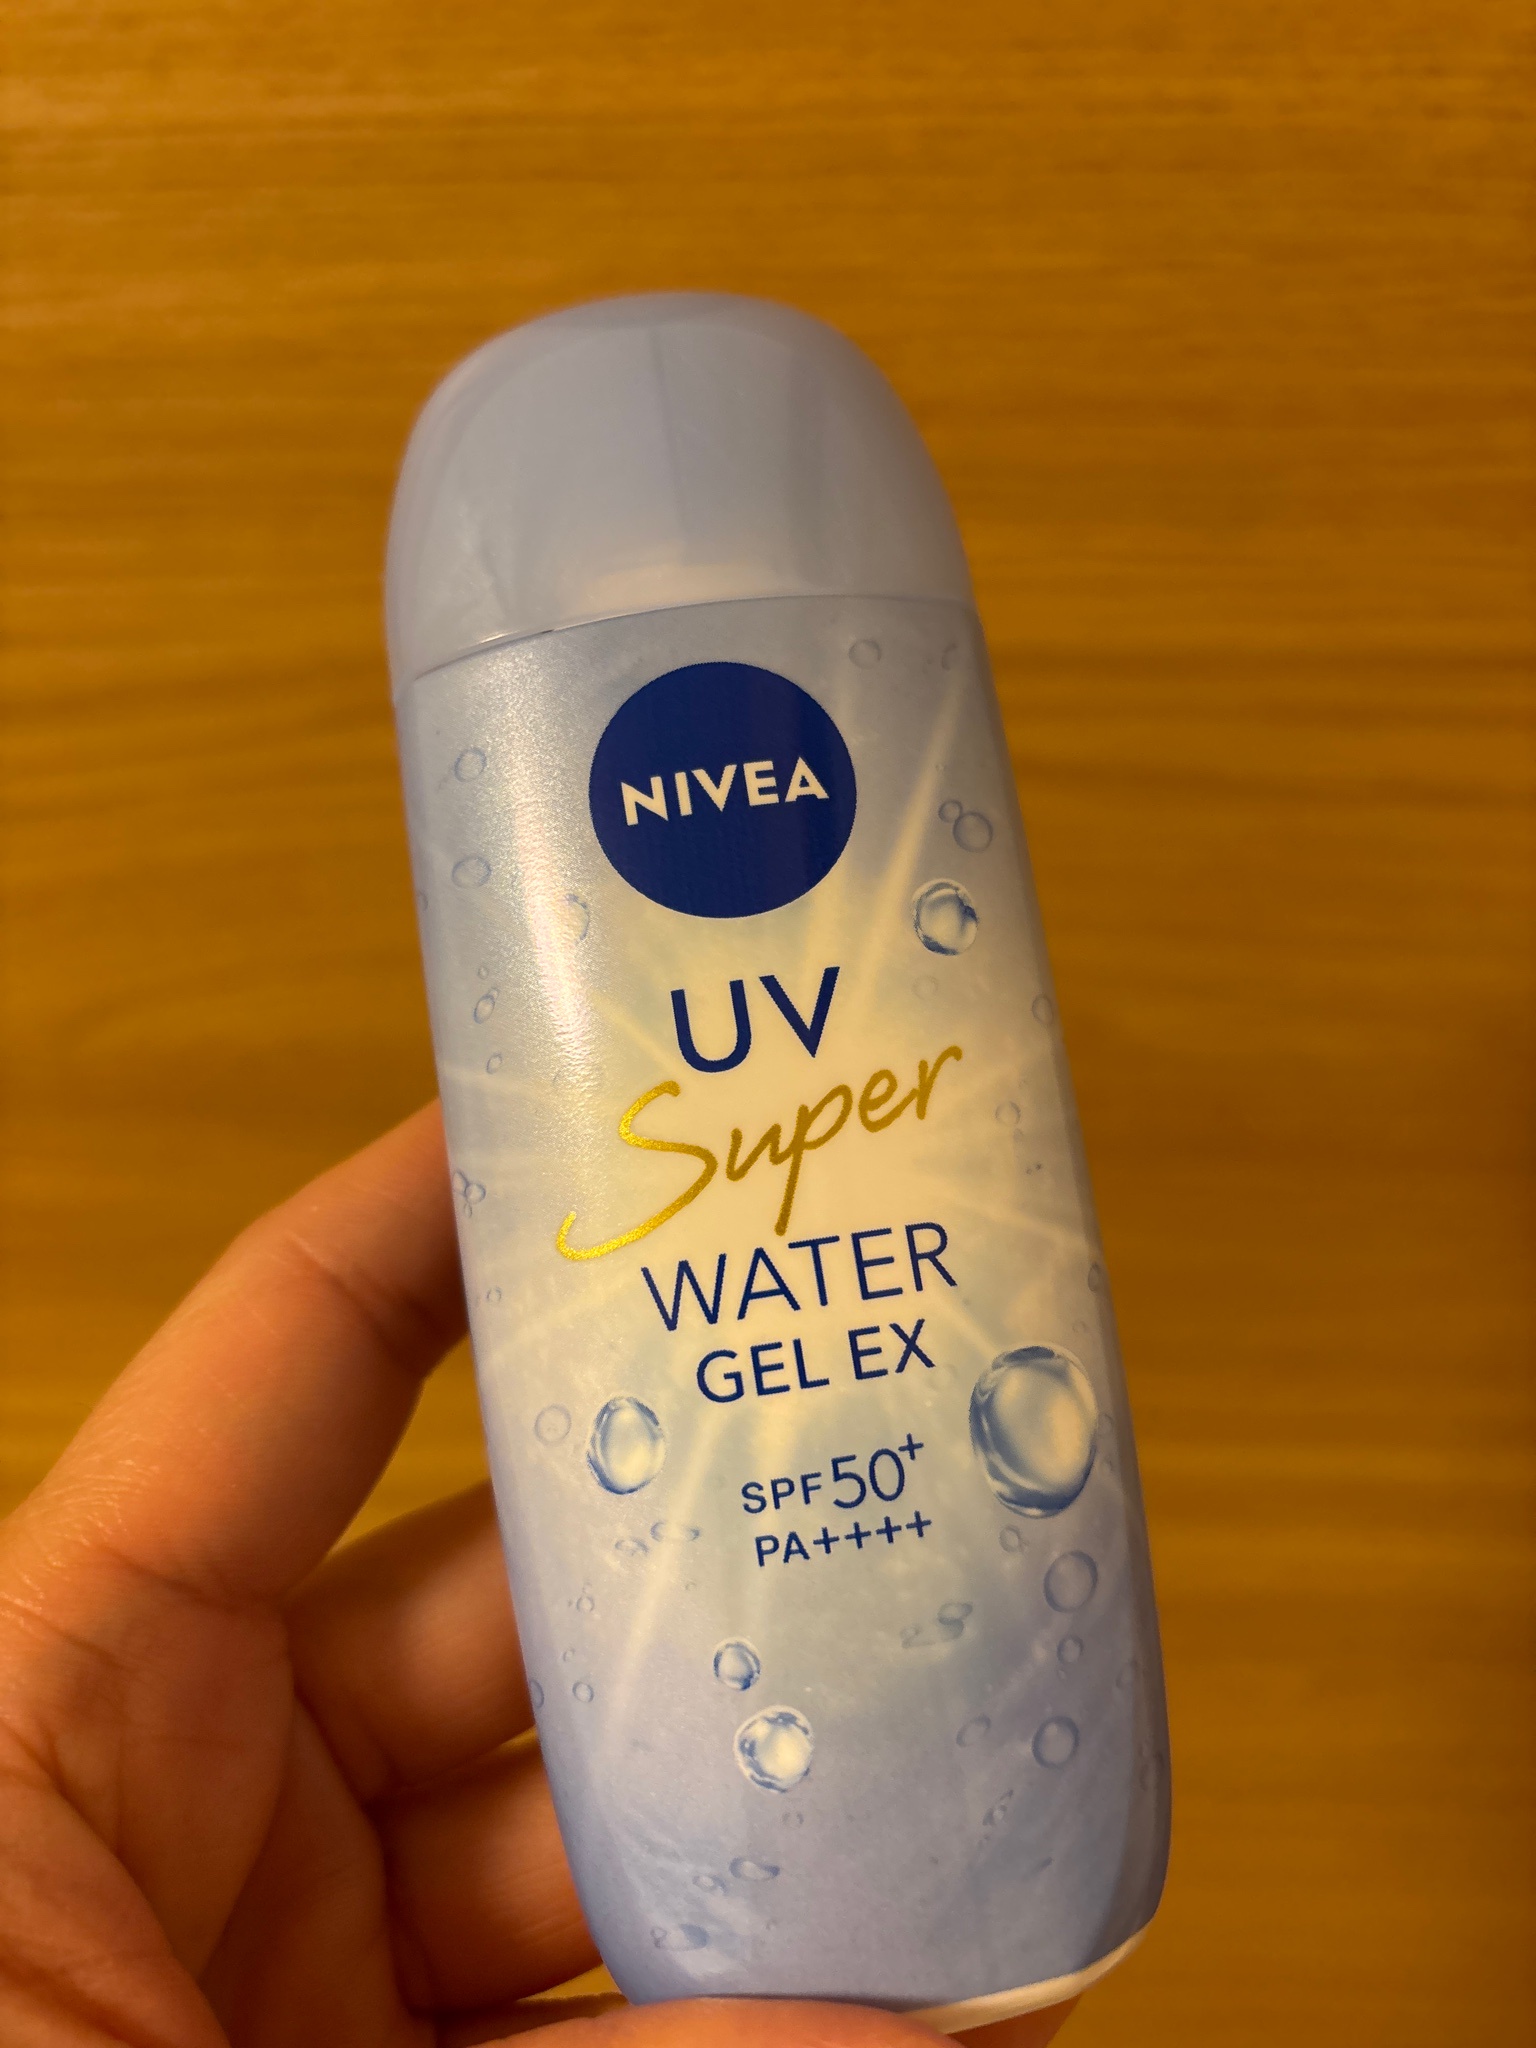 NIVEA
UV
Super
WATER
GEL EX
SPF50+
PA++++